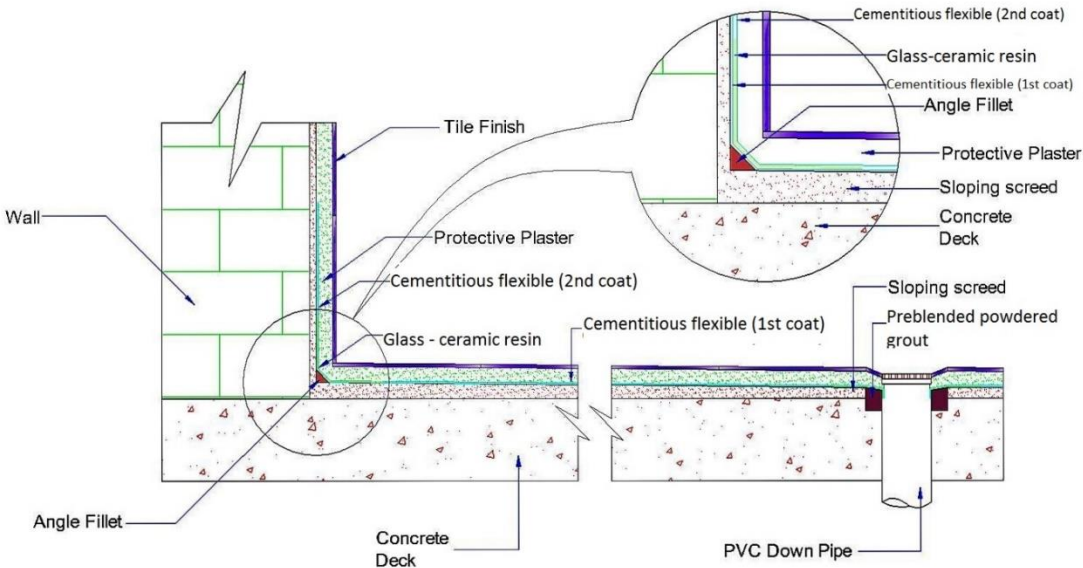 Cementitious flexible (2nd coat)
Glass-ceramic resin
Cementitious flexible (1st coat)
Angle Fillet
Tile Finish
Protective Plaster
Sloping screed
Concrete
Deck
Wall
Protective Plaster
Cementitious flexible (2nd coat)
Sloping screed
Preblended powdered
grout
Cementitious flexible (1st coat)
Glass - ceramic resin
Angle Fillet
Concrete
Deck
PVC Down Pipe